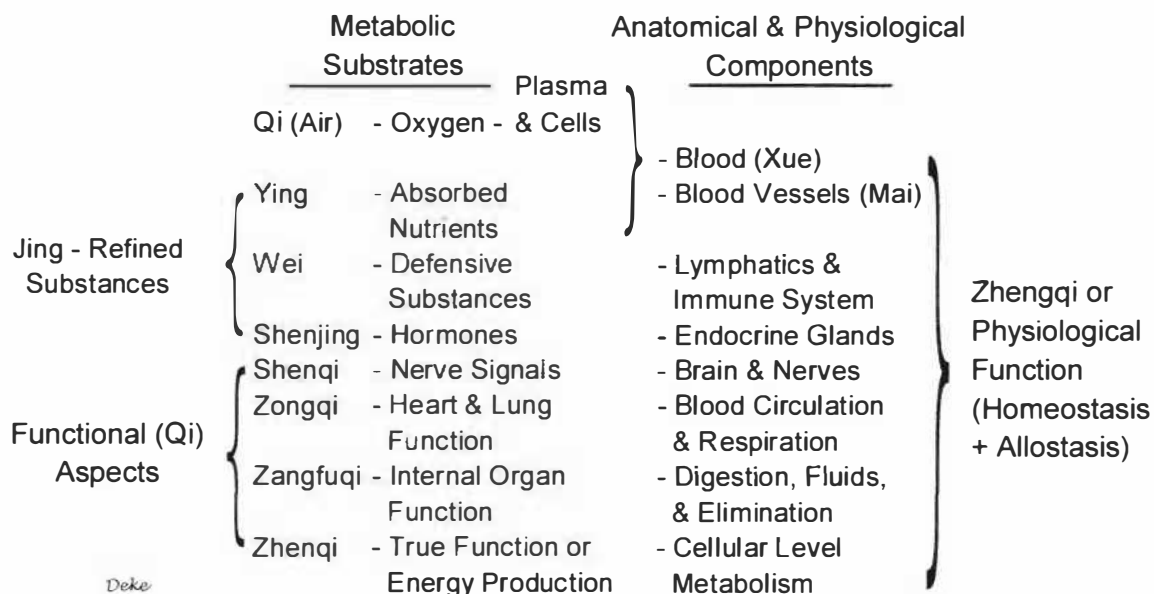 Metabolic
Substrates
Anatomical & Physiological
Components
Plasma
Qi (Air) - Oxygen - & Cells
- Blood (Xue)
Ying - Absorbed
Nutrients
- Blood Vessels (Mai)
Jing - Refined
Substances
Wei - Defensive
Substances
- Lymphatics &
Immune System
Shenjing - Hormones
- Endocrine Glands
Functional (Qi)
Aspects
Shenqi - Nerve Signals
- Brain & Nerves
Zongqi - Heart & Lung
Function
- Blood Circulation
& Respiration
Zangfuqi - Internal Organ
Function
- Digestion, Fluids,
& Elimination
Zhenqi - True Function or
Energy Production
- Cellular Level
Metabolism
Zhengqi or
Physiological
Function
(Homeostasis
+ Allostasis)
Deke